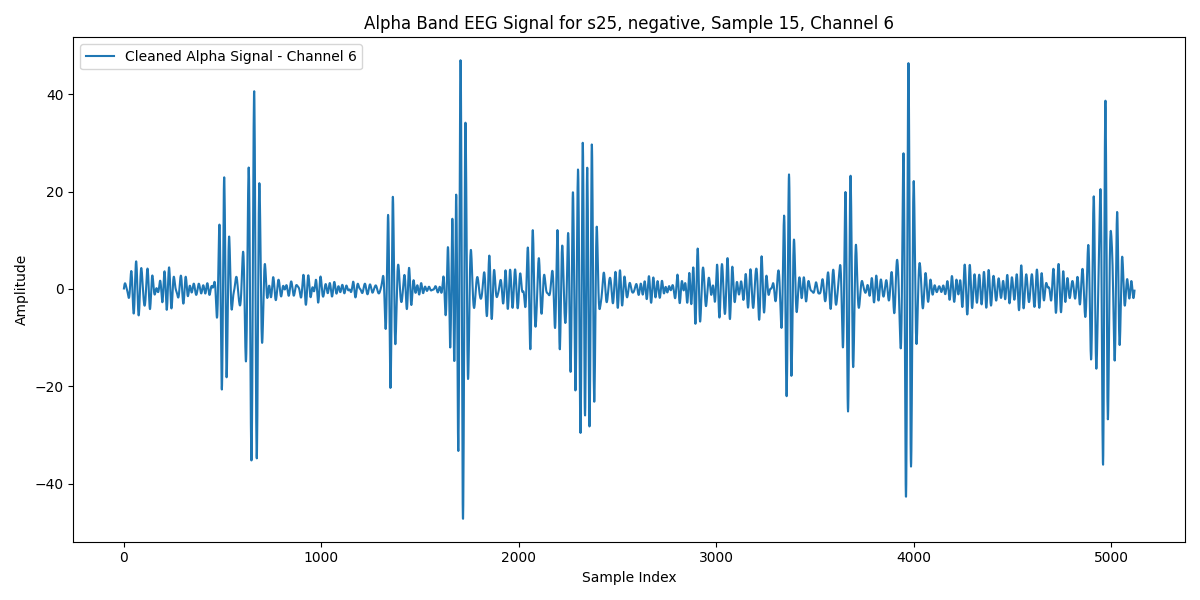 Alpha Band EEG Signal for s25, negative, Sample 15, Channel 6
Cleaned Alpha Signal - Channel 6
40
20
0
−20
−40
Amplitude
0 1000 2000 3000 4000 5000
Sample Index